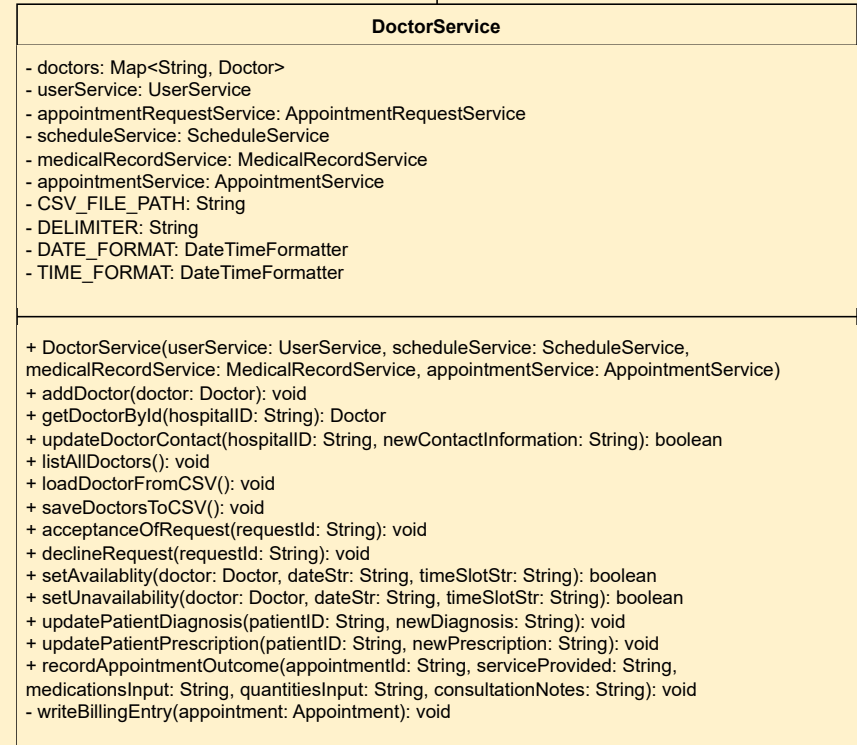 DoctorService
- doctors: Map<String, Doctor>
- userService: UserService
- appointmentRequestService: AppointmentRequestService
- scheduleService: ScheduleService
- medicalRecordService: MedicalRecordService
- appointmentService: AppointmentService
- CSV_FILE_PATH: String
- DELIMITER: String
- DATE_FORMAT: DateTimeFormatter
- TIME_FORMAT: DateTimeFormatter
+ DoctorService(userService: UserService, scheduleService: ScheduleService,
medicalRecordService: MedicalRecordService, appointmentService: AppointmentService)
+ addDoctor(doctor: Doctor): void
+ getDoctorById(hospitalID: String): Doctor
+ updateDoctorContact(hospitalID: String, newContactInformation: String): boolean
+ listAllDoctors(): void
+ loadDoctorFromCSV(): void
+ saveDoctorsToCSV(): void
+ acceptanceOfRequest(requestId: String): void
+ declineRequest(requestId: String): void
+ setAvailablity(doctor: Doctor, dateStr: String, timeSlotStr: String): boolean
+ setUnavailability(doctor: Doctor, dateStr: String, timeSlotStr: String): boolean
+ updatePatientDiagnosis(patientID: String, newDiagnosis: String): void
+ updatePatientPrescription(patientID: String, newPrescription: String): void
+ recordAppointmentOutcome(appointmentId: String, serviceProvided: String,
medicationsInput: String, quantitiesInput: String, consultationNotes: String): void
- writeBillingEntry(appointment: Appointment): void